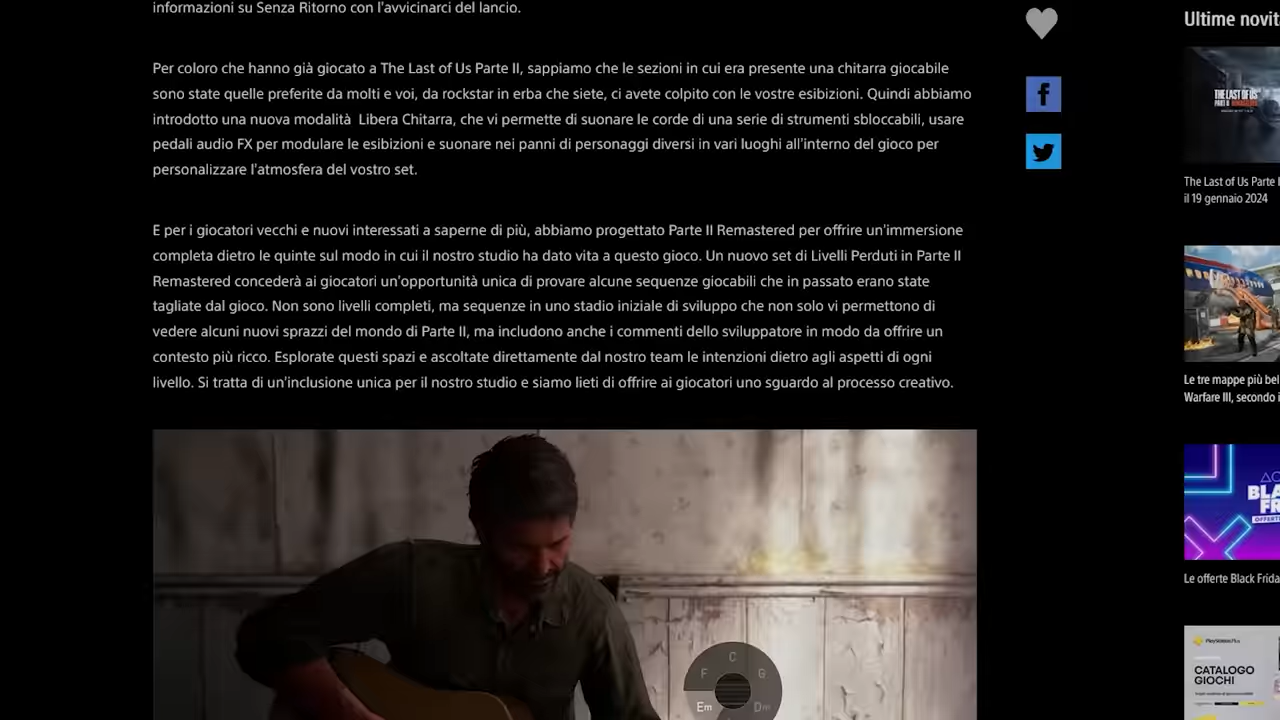 informazioni su Senza Ritorno con l'avvicinarci del lancio.
Per coloro che hanno già giocato a The Last of Us Parte II, sappiamo che le sezioni in cui era presente una chitarra giocabile
sono state quelle preferite da molti e voi, da rockstar in erba che siete, ci avete colpito con le vostre esibizioni. Quindi abbiamo
introdotto una nuova modalità Libera Chitarra, che vi permette di suonare le corde di una serie di strumenti sbloccabili, usare
pedali audio FX per modulare le esibizioni e suonare nei panni di personaggi diversi in vari luoghi all'interno del gioco per
personalizzare l'atmosfera del vostro set.
E per i giocatori vecchi e nuovi interessati a saperne di più, abbiamo progettato Parte II Remastered per offrire un'immersione
completa dietro le quinte sul modo in cui il nostro studio ha dato vita a questo gioco. Un nuovo set di Livelli Perduti in Parte II
Remastered concederà ai giocatori un'opportunità unica di provare alcune sequenze giocabili che in passato erano state
tagliate dal gioco. Non sono livelli completi, ma sequenze in uno stadio iniziale di sviluppo che non solo vi permettono di
vedere alcuni nuovi sprazzi del mondo di Parte II, ma includono anche i commenti dello sviluppatore in modo da offrire un
contesto più ricco. Esplorate questi spazi e ascoltate direttamente dal nostro team le intenzioni dietro agli aspetti di ogni
livello. Si tratta di un'inclusione unica per il nostro studio e siamo lieti di offrire ai giocatori uno sguardo al processo creativo.
C
F
G
Em
Dm
Ultime novit
THE LAST OF US
The Last of Us Parte I
il 19 gennaio 2024
Le tre mappe più bel
Warfare III, secondo i
BLA
FR
OFFERTE
Le offerte Black Frida
PlayStation.Plus
CATALOGO
GIOCHI